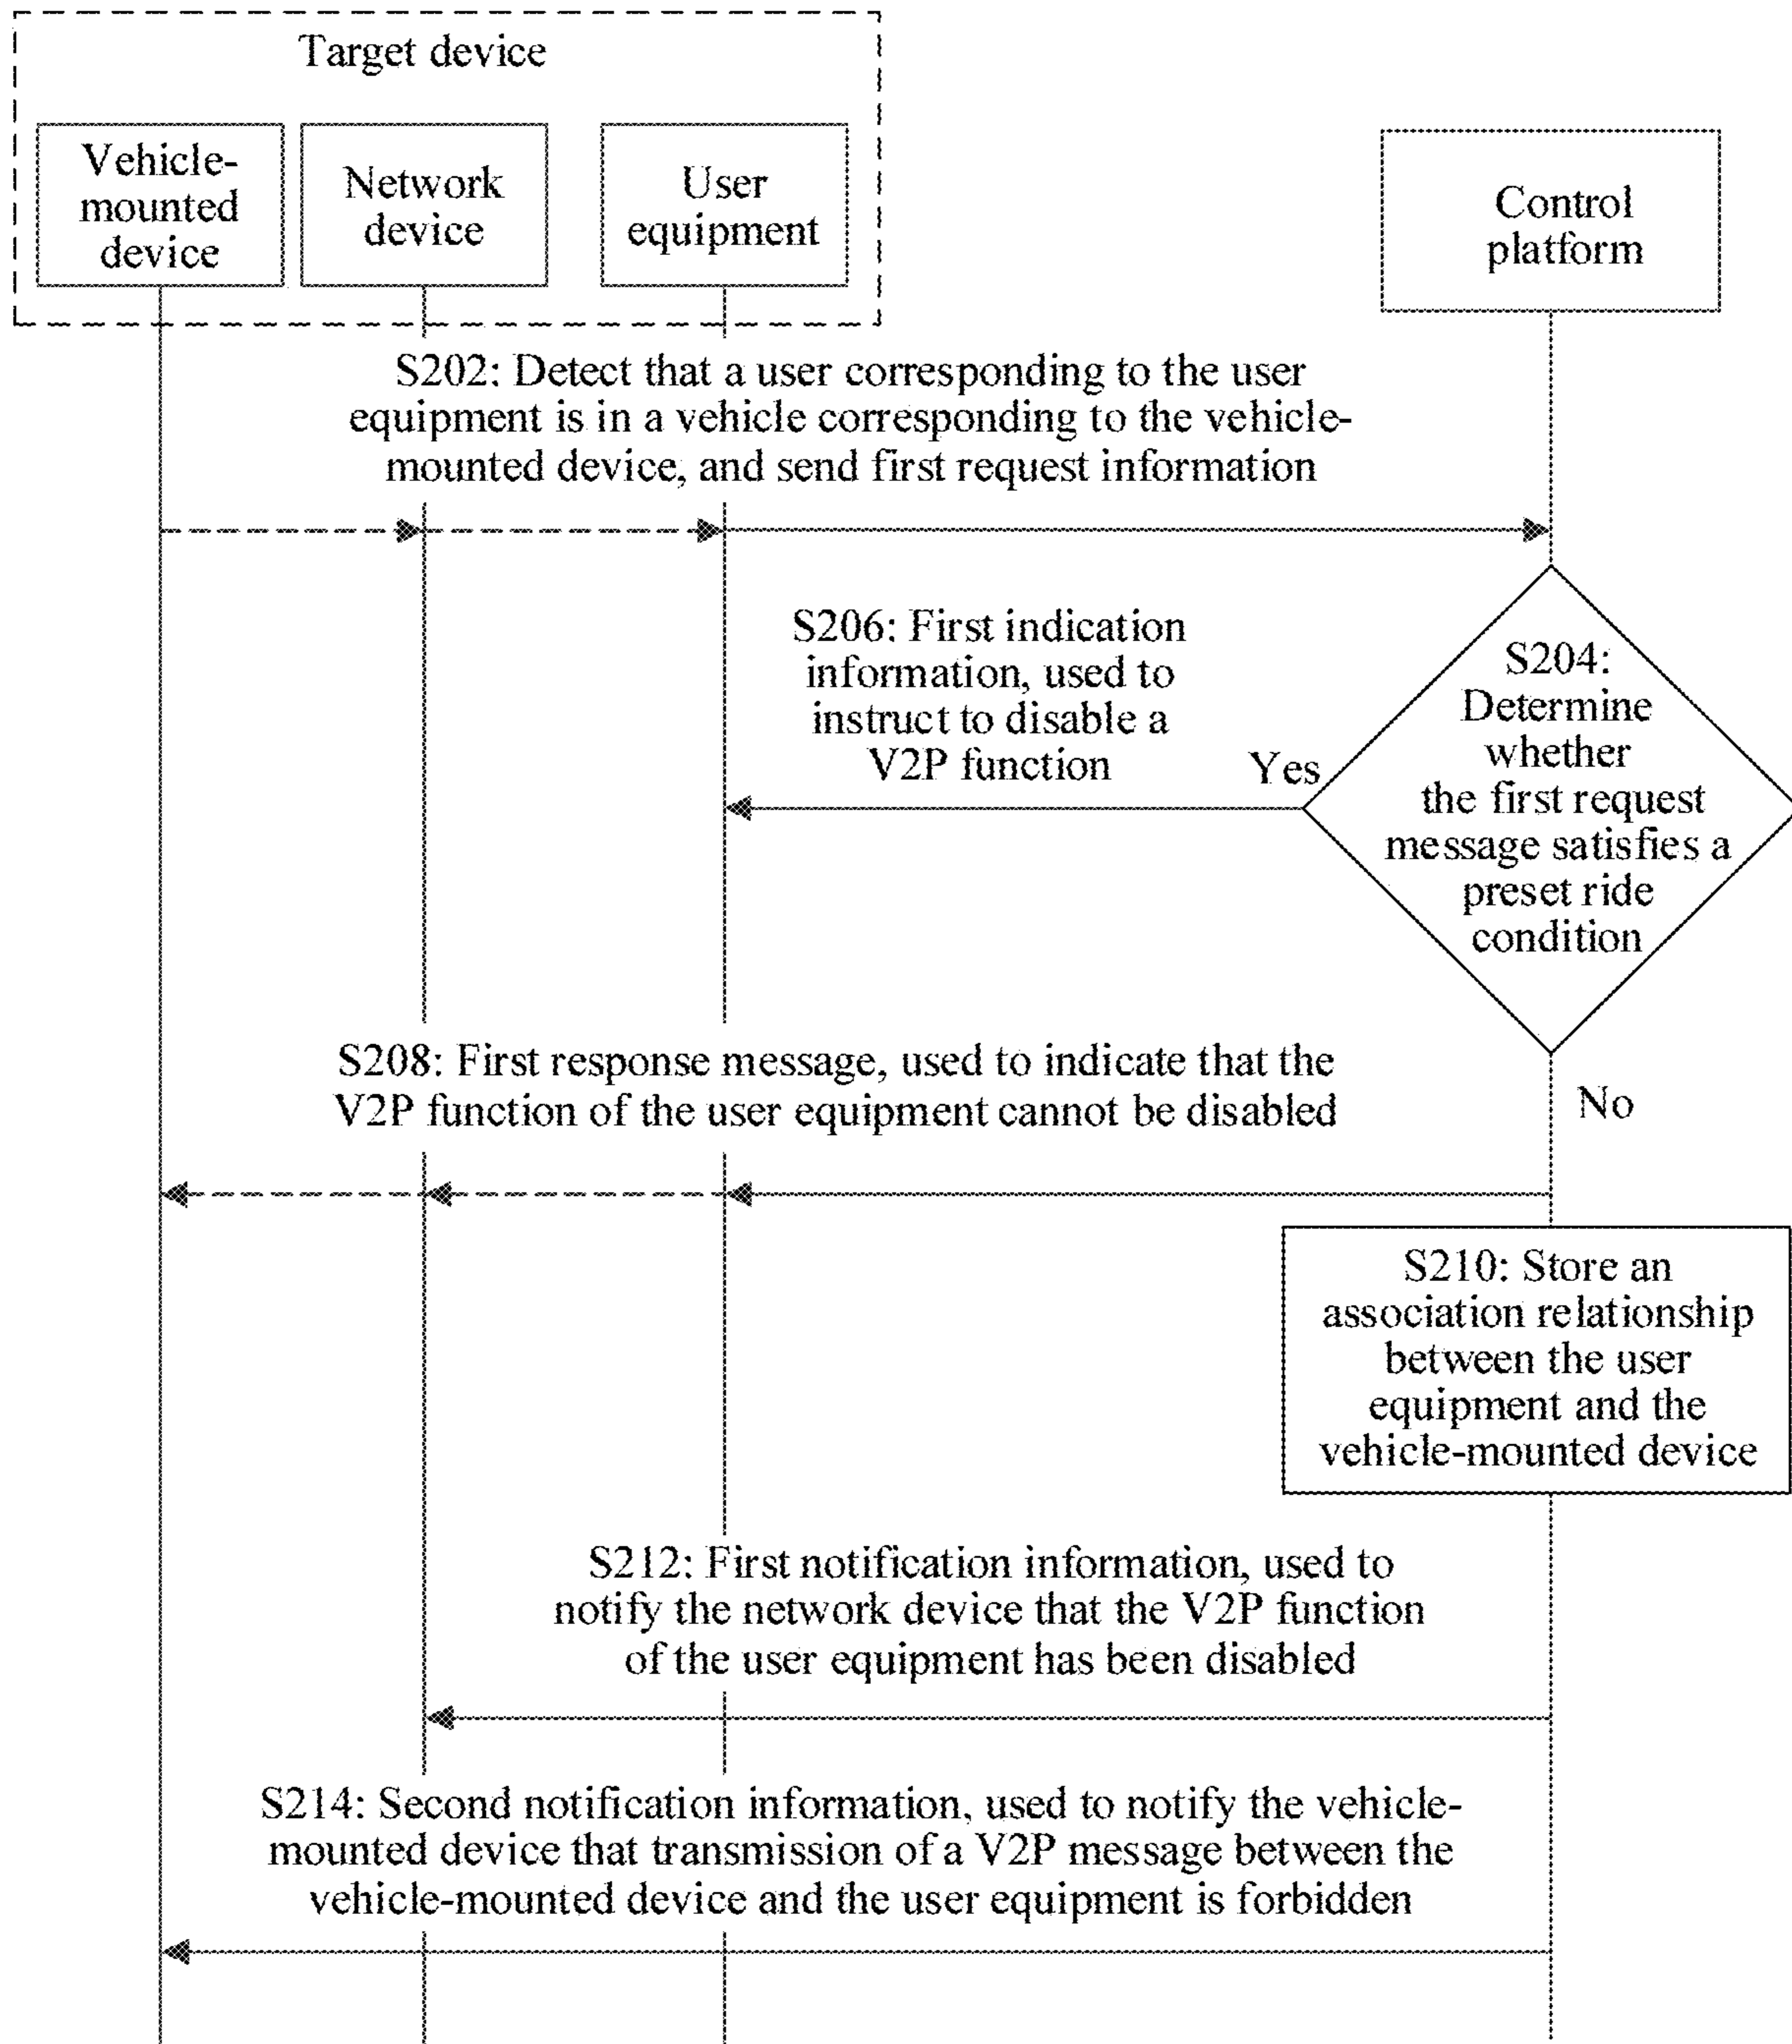 Target device
Vehicle-
mounted
device
Network
device
User
equipment
Control
platform
S202: Detect that a user corresponding to the user
equipment is in a vehicle corresponding to the vehicle-
mounted device, and send first request information
S206: First indication
information, used to
instruct to disable a
V2P function
Yes
S204:
Determine
whether
the first request
message satisfies a
preset ride
condition
S208: First response message, used to indicate that the
V2P function of the user equipment cannot be disabled
No
S210: Store an
association relationship
between the user
equipment and the
vehicle-mounted device
S212: First notification information, used to
notify the network device that the V2P function
of the user equipment has been disabled
S214: Second notification information, used to notify the vehicle-
mounted device that transmission of a V2P message between the
vehicle-mounted device and the user equipment is forbidden